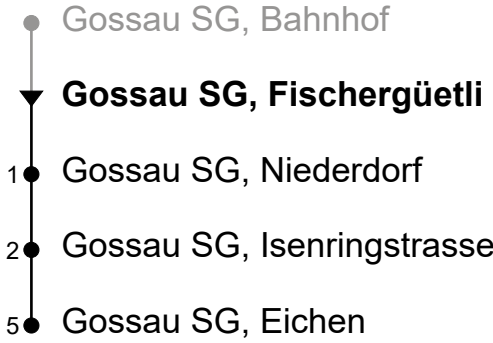 Gossau SG, Bahnhof
Gossau SG, Fischergüetli
1 Gossau SG, Niederdorf
2 Gossau SG, Isenringstrasse
5 Gossau SG, Eichen